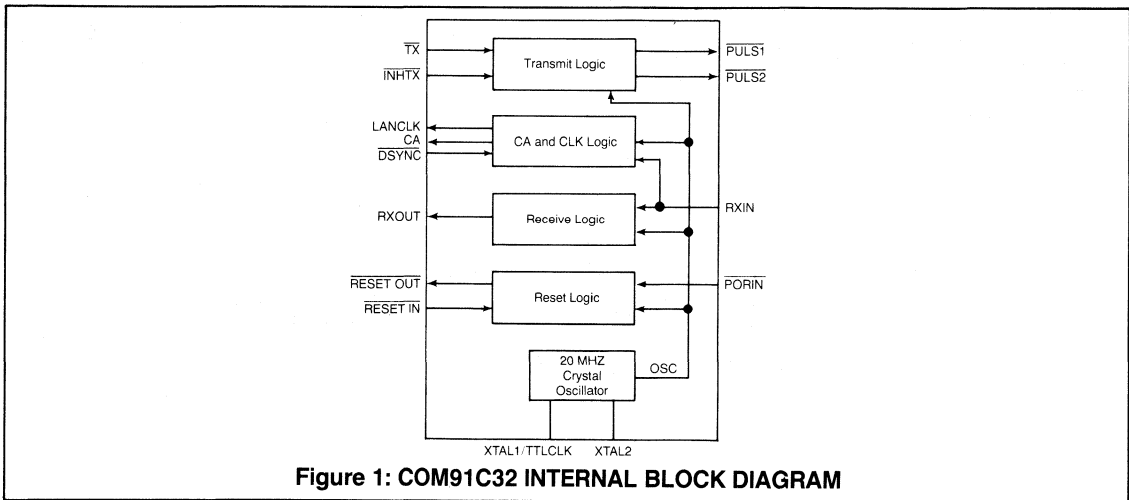 TX
INHTX
Transmit Logic
PULS1
PULS2
LANCLK
CA
DSYNC
CA and CLK Logic
RXOUT
Receive Logic
RXIN
RESET OUT
RESET IN
Reset Logic
PORIN
20 MHZ
Crystal
Oscillator
OSC
XTAL1/TTLCLK XTAL2
Figure 1: COM91C32 INTERNAL BLOCK DIAGRAM